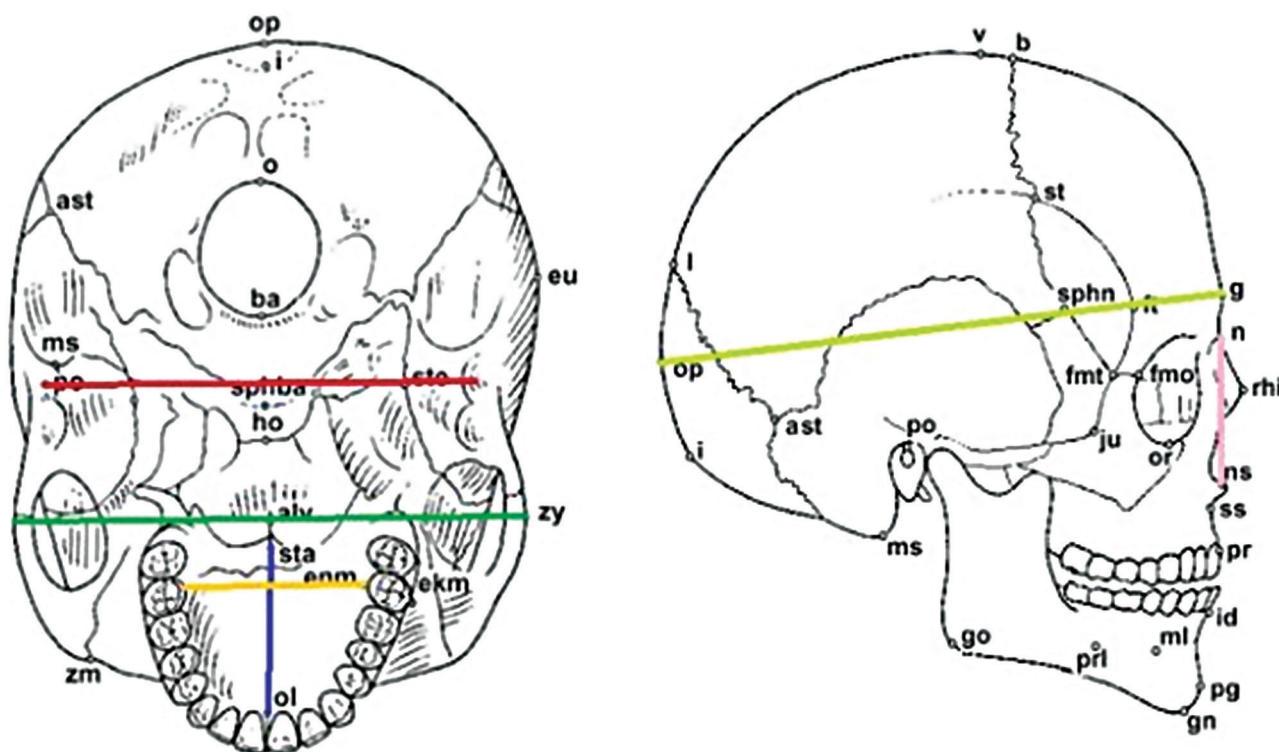 op
i
o
ast
eu
ba
ms
po
ste
sphba
ho
alv
zy
sta
enm
ekm
zm
ol
v
b
st
l
g
sphn
ft
n
op
fmt
fmo
rhi
ast
po
ju
i
or
ns
ss
ms
pr
id
go
ml
prl
pg
gn